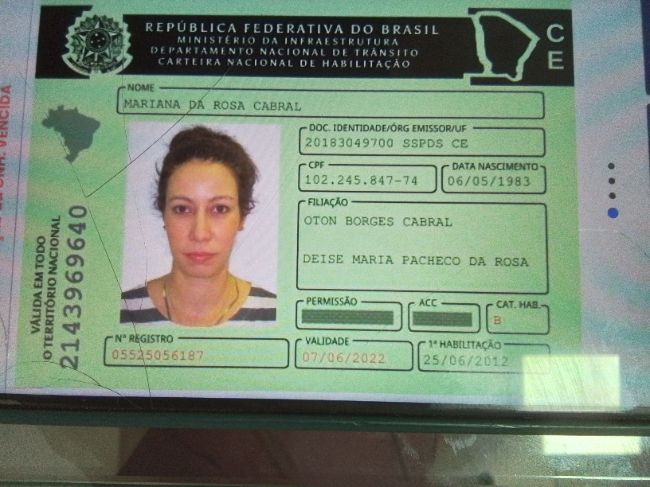 REPÚBLICA FEDERATIVA DO BRASIL
MINISTÉRIO DA INFRAESTRUTURA
DEPARTAMENTO NACIONAL DE TRÂNSITO
CARTEIRA NACIONAL DE HABILITAÇÃO
CE
NOME
MARIANA DA ROSA CABRAL
DOC. IDENTIDADE/ÓRG EMISSOR/UF
20183049700 SSPDS CE
CPF
102.245.847-74
DATA NASCIMENTO
06/05/1983
FILIAÇÃO
OTON BORGES CABRAL
DEISE MARIA PACHECO DA ROSA
PERMISSÃO
ACC
CAT. HAB.
B
Nº REGISTRO
05525056187
VALIDADE
07/06/2022
1ª HABILITAÇÃO
25/06/2012
VÁLIDA EM TODO
O TERRITÓRIO NACIONAL
2143969640
CNH. VENCIDA